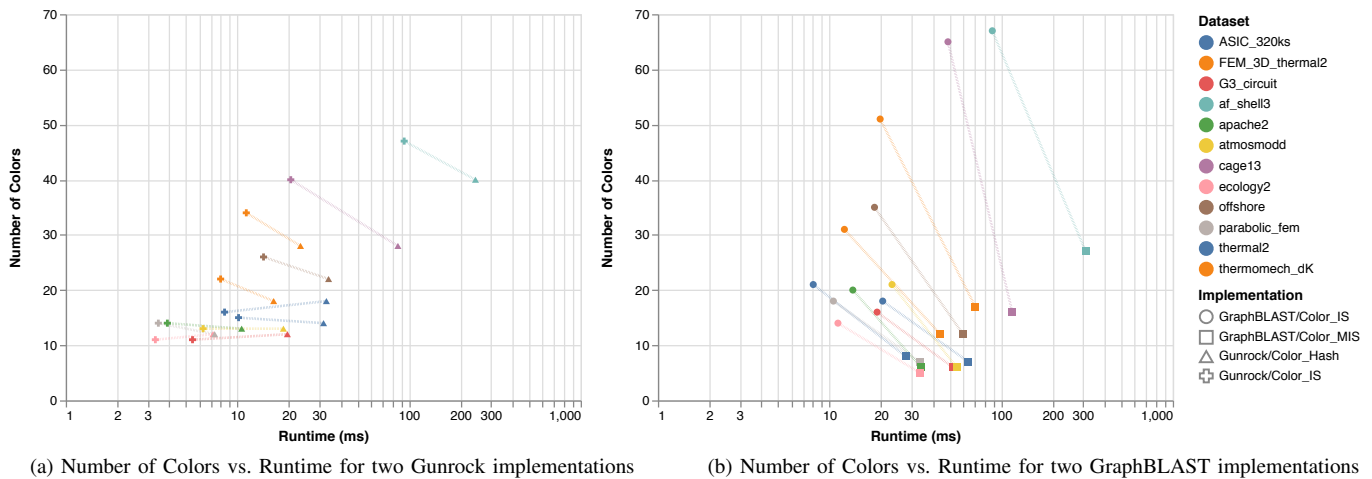 70
60
50
40
30
20
10
0
Number of Colors
1 2 3 10 20 30 100 200 300 1,000
Runtime (ms)
(a) Number of Colors vs. Runtime for two Gunrock implementations
70
60
50
40
30
20
10
0
Number of Colors
1 2 3 10 20 30 100 200 300 1,000
Runtime (ms)
(b) Number of Colors vs. Runtime for two GraphBLAST implementations
Dataset
ASIC_320ks
FEM_3D_thermal2
G3_circuit
af_shell3
apache2
atmosmodd
cage13
ecology2
offshore
parabolic_fem
thermal2
thermomech_dK
Implementation
GraphBLAST/Color_IS
GraphBLAST/Color_MIS
Gunrock/Color_Hash
Gunrock/Color_IS